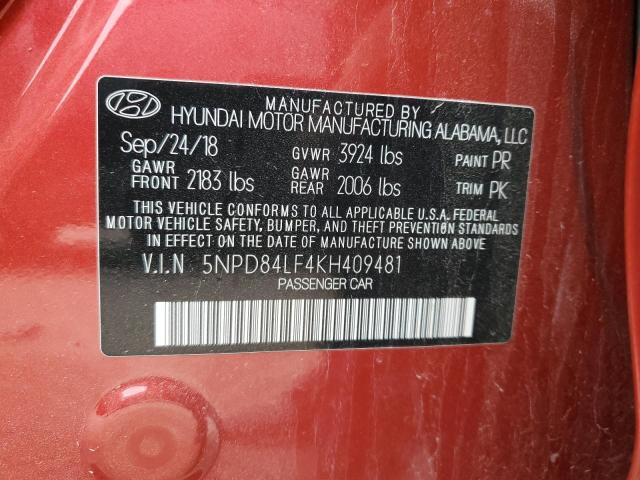 MANUFACTURED BY
HYUNDAI MOTOR MANUFACTURING ALABAMA, LLC
Sep/24/18 GVWR 3924 lbs PAINT PR
GAWR FRONT 2183 lbs GAWR REAR 2006 lbs TRIM PK
THIS VEHICLE CONFORMS TO ALL APPLICABLE U.S.A. FEDERAL
MOTOR VEHICLE SAFETY, BUMPER, AND THEFT PREVENTION STANDARDS
IN EFFECT ON THE DATE OF MANUFACTURE SHOWN ABOVE
V.I.N 5NPD84LF4KH409481
PASSENGER CAR